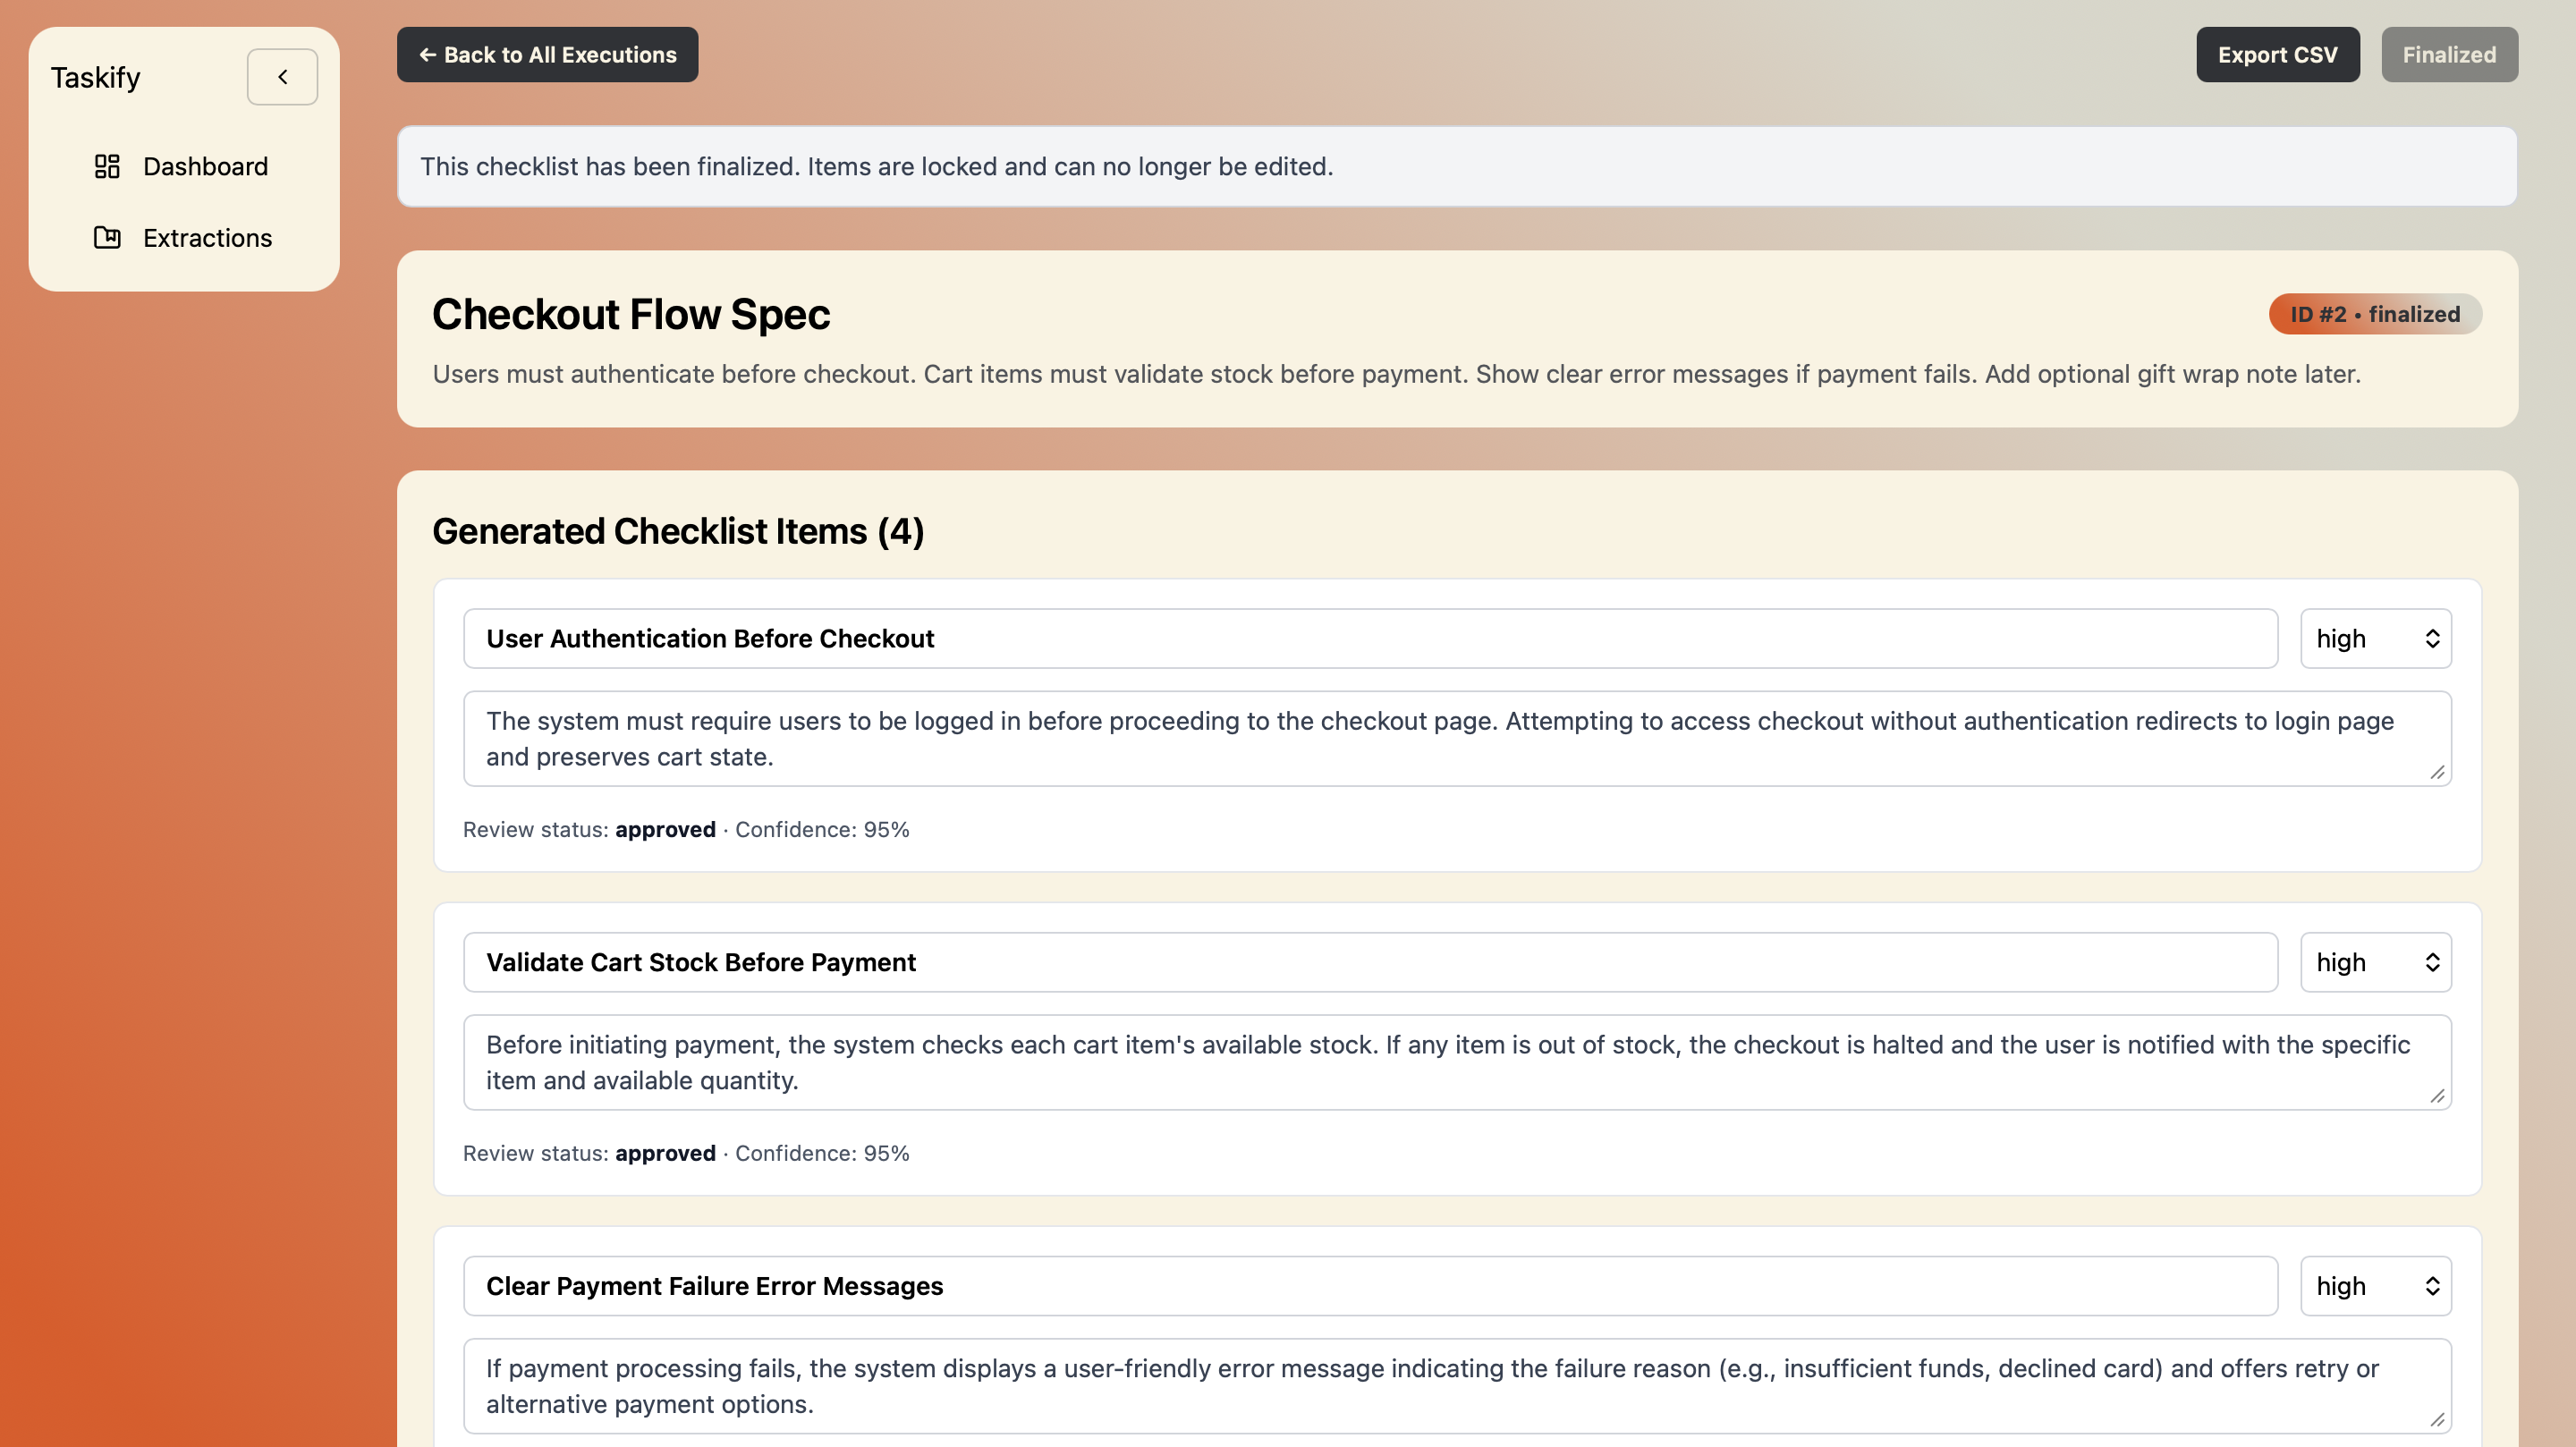 Taskify
Dashboard
Extractions
← Back to All Executions
Export CSV
Finalized
This checklist has been finalized. Items are locked and can no longer be edited.
Checkout Flow Spec
ID #2 • finalized
Users must authenticate before checkout. Cart items must validate stock before payment. Show clear error messages if payment fails. Add optional gift wrap note later.
Generated Checklist Items (4)
User Authentication Before Checkout
high
The system must require users to be logged in before proceeding to the checkout page. Attempting to access checkout without authentication redirects to login page
and preserves cart state.
Review status: approved · Confidence: 95%
Validate Cart Stock Before Payment
high
Before initiating payment, the system checks each cart item's available stock. If any item is out of stock, the checkout is halted and the user is notified with the specific
item and available quantity.
Review status: approved · Confidence: 95%
Clear Payment Failure Error Messages
high
If payment processing fails, the system displays a user-friendly error message indicating the failure reason (e.g., insufficient funds, declined card) and offers retry or
alternative payment options.